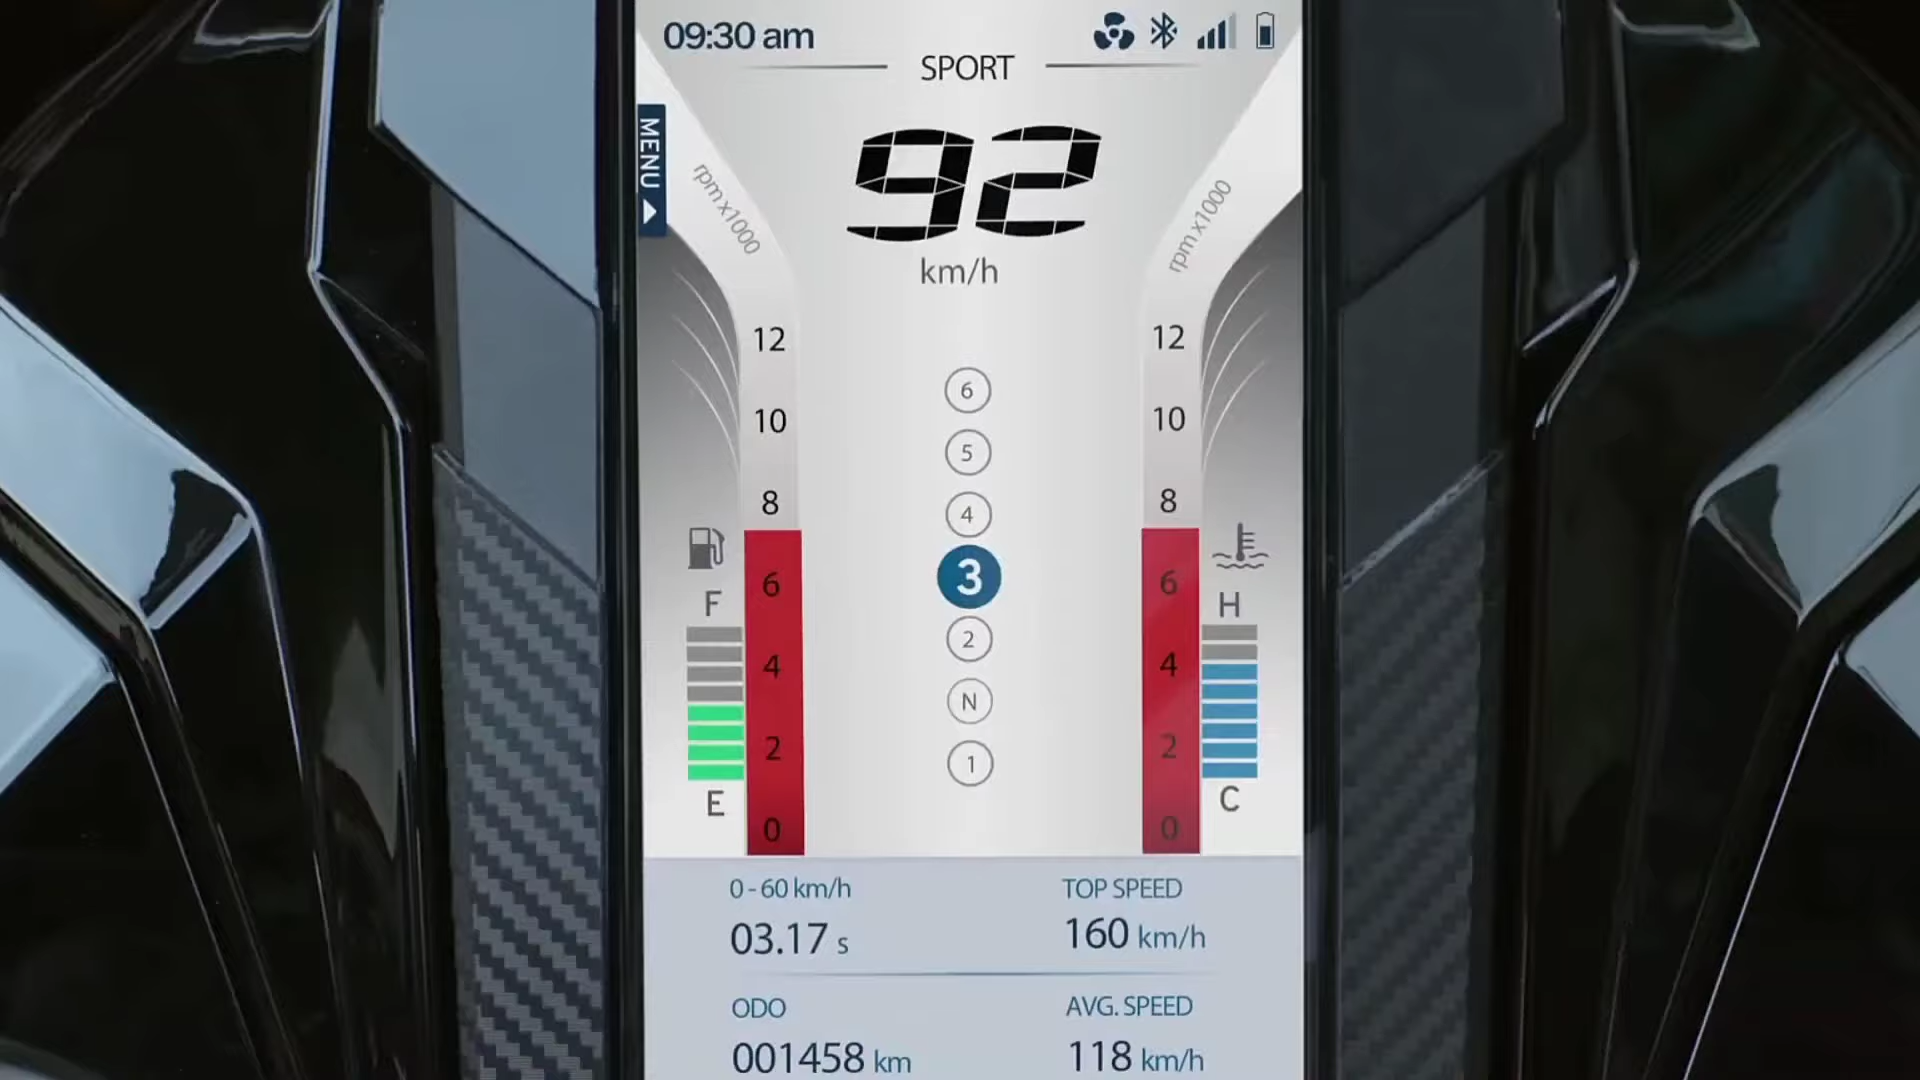 09:30 am
SPORT
MENU
92
km/h
rpm x1000
rpm x1000
12
10
8
6
4
2
0
12
10
8
6
4
2
0
6
5
4
3
2
N
1
F
E
H
C
0 - 60 km/h
03.17 s
TOP SPEED
160 km/h
ODO
001458 km
AVG. SPEED
118 km/h